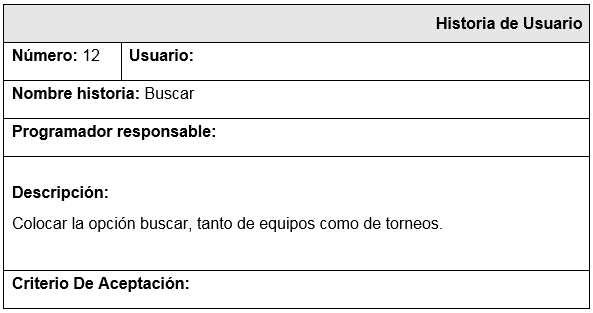 Historia de Usuario
Número: 12 Usuario:
Nombre historia: Buscar
Programador responsable:
Descripción:
Colocar la opción buscar, tanto de equipos como de torneos.
Criterio De Aceptación: